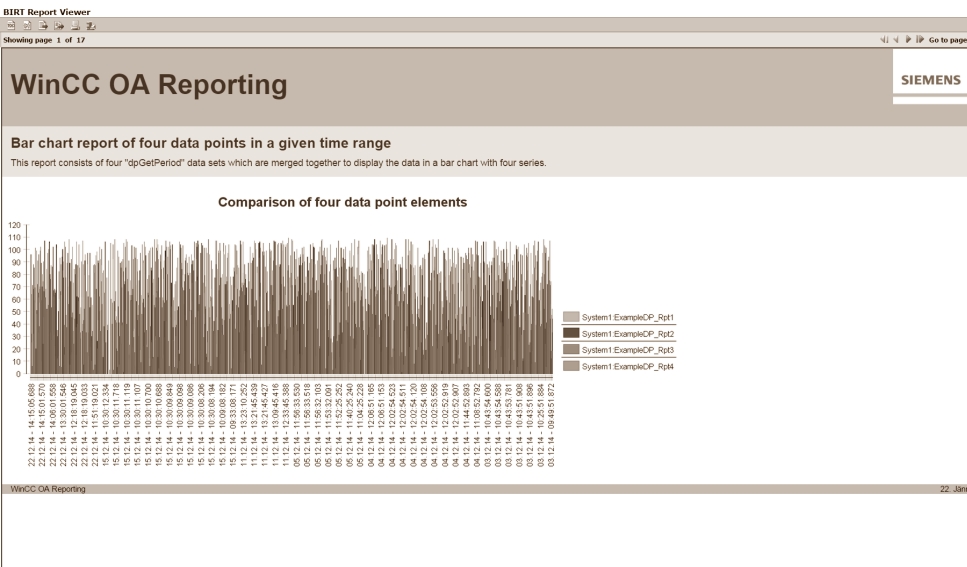 BIRT Report Viewer
Showing page 1 of 17
Go to page
WinCC OA Reporting
SIEMENS
Bar chart report of four data points in a given time range
This report consists of four "dpGetPeriod" data sets which are merged together to display the data in a bar chart with four series.
Comparison of four data point elements
120
110
100
90
80
70
60
50
40
30
20
10
0
System1:ExampleDP_Rpt1
System1:ExampleDP_Rpt2
System1:ExampleDP_Rpt3
System1:ExampleDP_Rpt4
22.12.14 - 14:15:05.688
22.12.14 - 14:15:01.570
22.12.14 - 14:06:01.558
22.12.14 - 13:30:01.546
22.12.14 - 12:18:19.045
22.12.14 - 12:18:19.033
22.12.14 - 11:51:19.021
15.12.14 - 10:30:12.334
15.12.14 - 10:30:11.718
15.12.14 - 10:30:11.119
15.12.14 - 10:30:11.107
15.12.14 - 10:30:10.700
15.12.14 - 10:30:10.688
15.12.14 - 10:30:09.849
15.12.14 - 10:30:09.098
15.12.14 - 10:30:09.086
15.12.14 - 10:30:08.206
15.12.14 - 10:30:08.194
15.12.14 - 10:09:08.182
15.12.14 - 09:33:08.171
11.12.14 - 13:23:10.252
11.12.14 - 13:21:45.439
11.12.14 - 13:21:45.427
11.12.14 - 13:09:45.416
11.12.14 - 12:33:45.388
05.12.14 - 11:56:33.530
05.12.14 - 11:56:33.518
05.12.14 - 11:56:32.103
05.12.14 - 11:53:32.091
05.12.14 - 11:52:25.252
05.12.14 - 11:40:25.240
05.12.14 - 11:04:25.228
04.12.14 - 12:06:51.165
04.12.14 - 12:06:51.153
04.12.14 - 12:02:54.523
04.12.14 - 12:02:54.511
04.12.14 - 12:02:54.120
04.12.14 - 12:02:54.108
04.12.14 - 12:02:53.556
04.12.14 - 12:02:52.919
04.12.14 - 12:02:52.907
04.12.14 - 11:44:52.893
04.12.14 - 11:08:52.792
03.12.14 - 10:43:54.600
03.12.14 - 10:43:54.588
03.12.14 - 10:43:53.781
03.12.14 - 10:43:51.908
03.12.14 - 10:43:51.896
03.12.14 - 10:25:51.884
03.12.14 - 09:49:51.872
WinCC OA Reporting
22. Jän